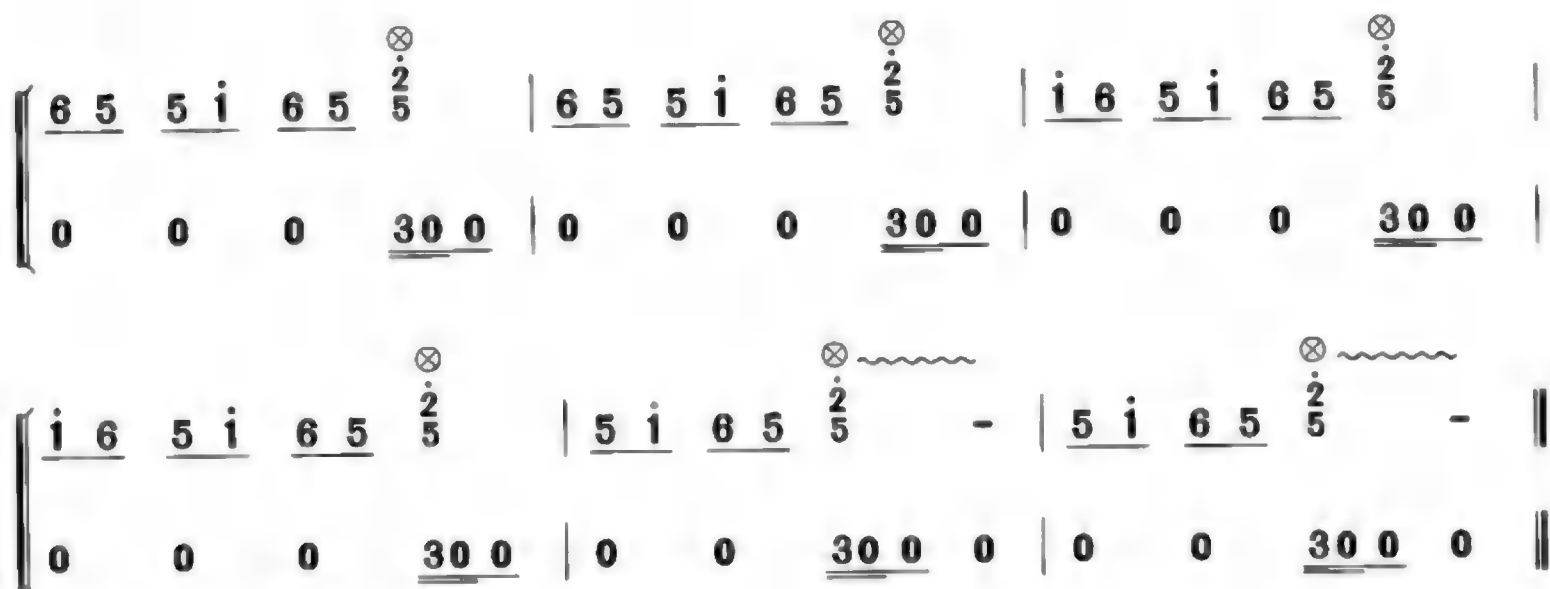 6 5 5 i 6 5 2̇ 5 | 6 5 5 i 6 5 2̇ 5 | i 6 5 i 6 5 2̇ 5 |
0 0 0 30 0 | 0 0 0 30 0 | 0 0 0 30 0 |
i 6 5 i 6 5 2̇ 5 | 5 i 6 5 2̇ 5 - | 5 i 6 5 2̇ 5 -
0 0 0 30 0 | 0 0 30 0 0 | 0 0 30 0 0